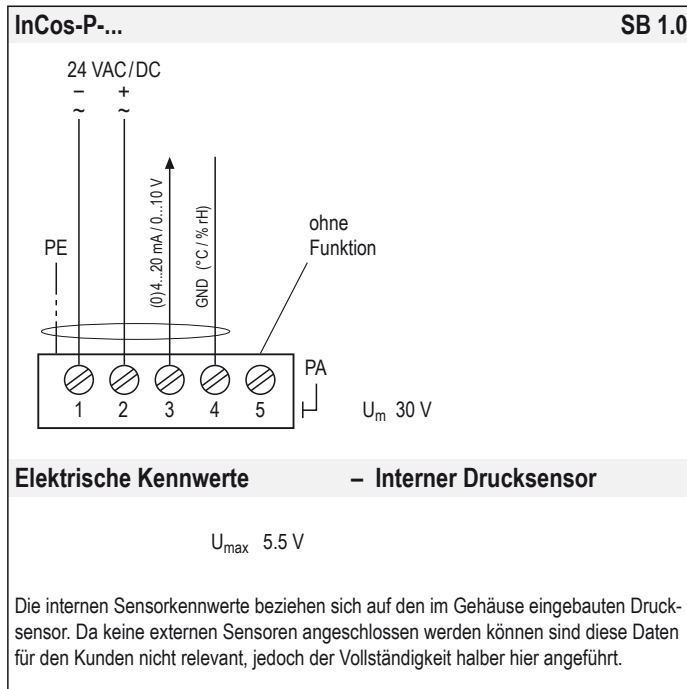 InCos-P-... SB 1.0
24 VAC/DC
– +
~ ~
(0)4...20 mA / 0...10 V
GND (°C / % rH)
ohne
Funktion
PE
PA
1 2 3 4 5
Um 30 V
Elektrische Kennwerte – Interner Drucksensor
Umax 5.5 V
Die internen Sensorkennwerte beziehen sich auf den im Gehäuse eingebauten Druck-
sensor. Da keine externen Sensoren angeschlossen werden können sind diese Daten
für den Kunden nicht relevant, jedoch der Vollständigkeit halber hier angeführt.